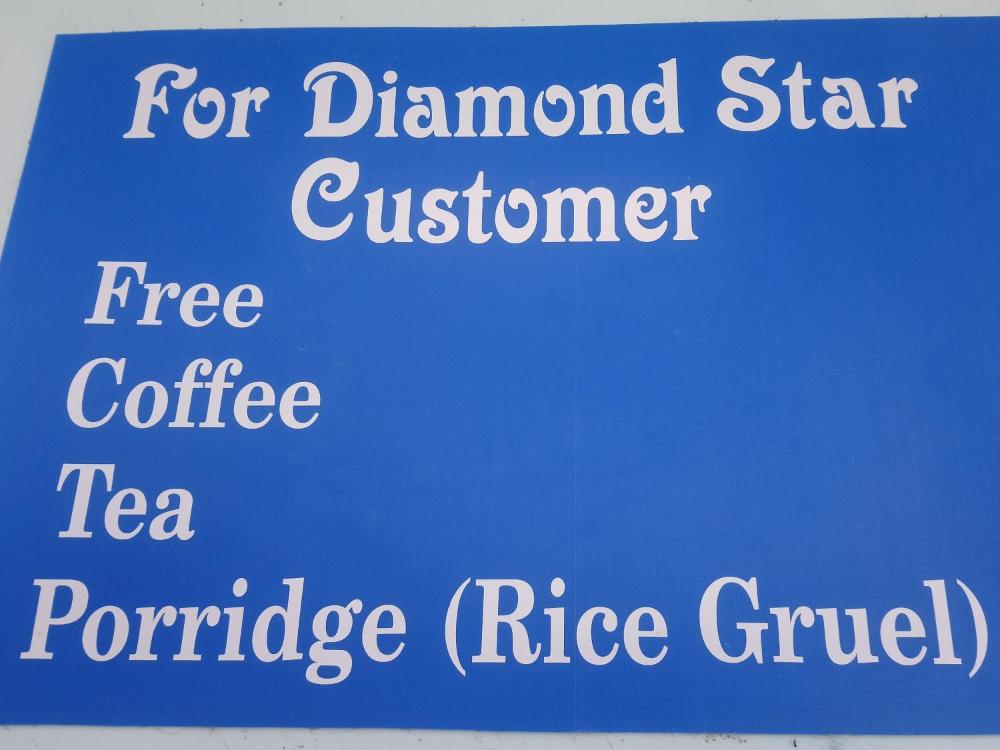 For Diamond Star
Customer
Free
Coffee
Tea
Porridge (Rice Gruel)